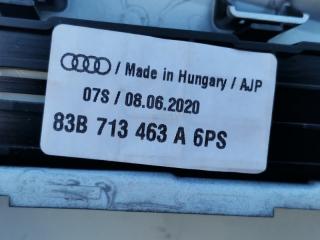 / Made in Hungary / AJP
07S / 08.06.2020
83B 713 463 A 6PS